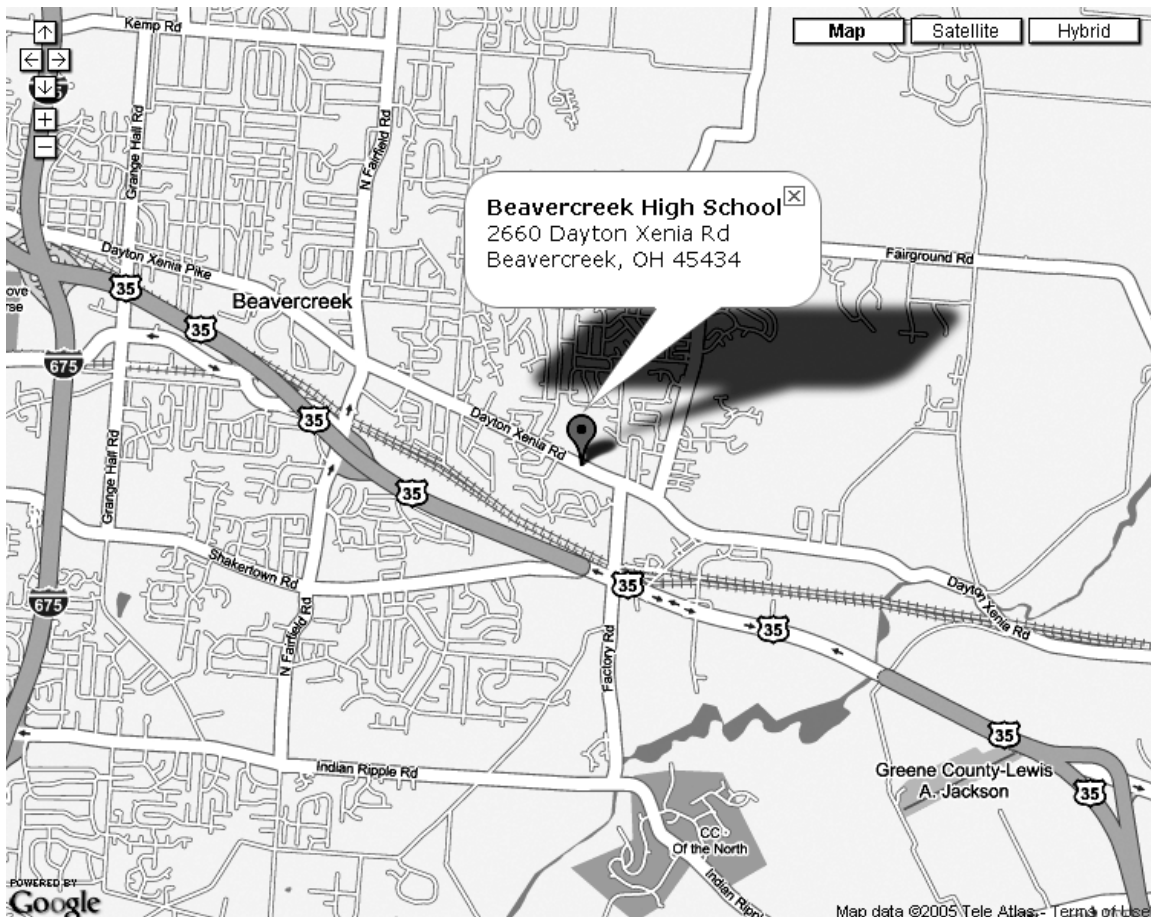 Kemp Rd
Map
Satellite
Hybrid
Grange Hall Rd
N Fairfield Rd
Beavercreek High School
2660 Dayton Xenia Rd
Beavercreek, OH 45434
Dayton Xenia Pike
Fairground Rd
Beavercreek
35
35
675
35
Dayton Xenia Rd
Grange Hall Rd
35
Shakertown Rd
35
675
35
Dayton Xenia Rd
N Fairfield Rd
Factory Rd
35
Indian Ripple Rd
Greene County-Lewis
A. Jackson
35
CC -
Of the North
POWERED BY
Google
Map data ©2005 Tele Atlas - Terms of Use